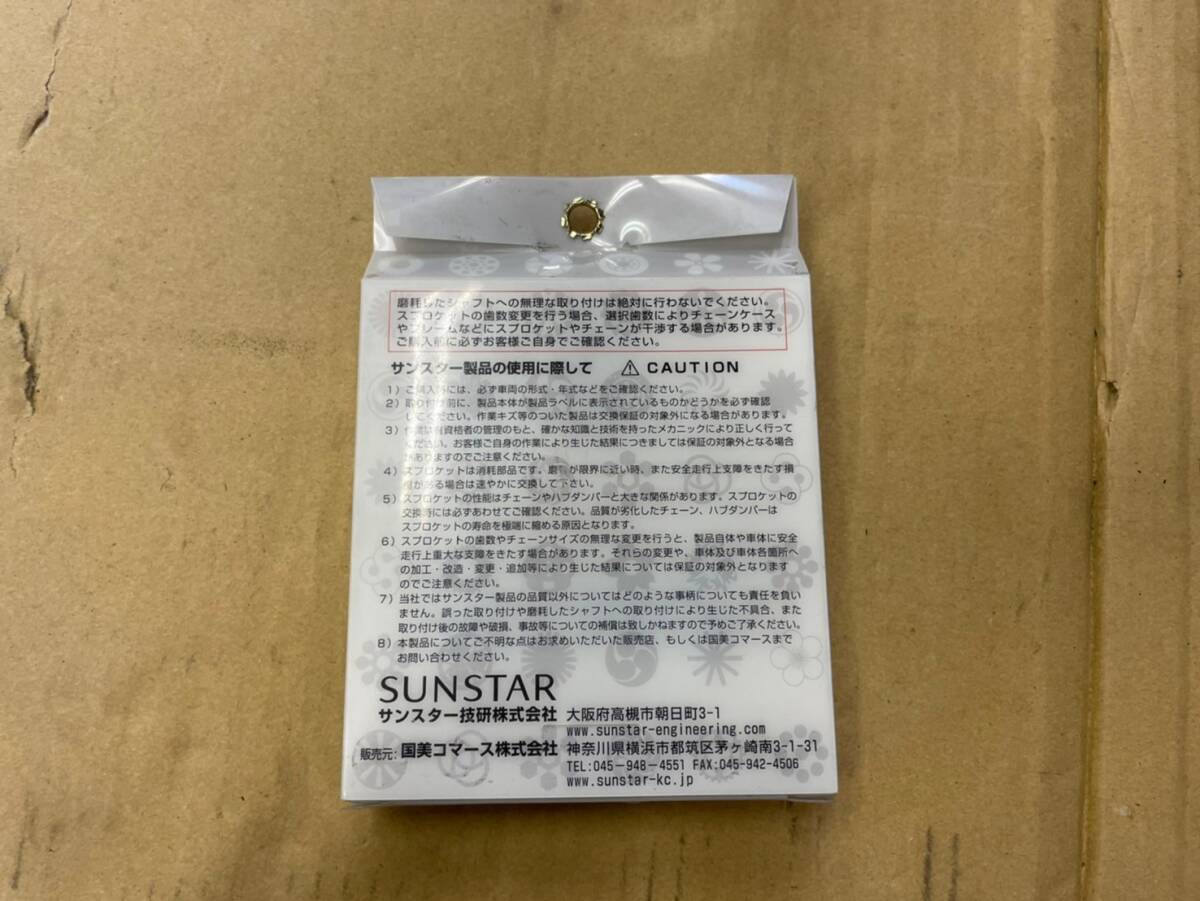 磨耗したシャフトへの無理な取り付けは絶対に行わないでください。
スプロケットの歯数変更を行う場合、選択歯数によりチェーンケース
やフレームなどにスプロケットやチェーンが干渉する場合があります。
ご購入前に必ずお客様ご自身でご確認ください。
サンスター製品の使用に際して ⚠ CAUTION
1）ご購入時には、必ず車両の形式・年式などをご確認ください。
2）取り付け前に、製品本体が製品ラベルに表示されているものかどうかを必ず確認
してください。作業キズ等のついた製品は交換保証の対象外になる場合があります。
3）作業は有資格者の管理のもと、確かな知識と技術を持ったメカニックにより正しく行って
ください。お客様ご自身の作業により生じた結果につきましては保証の対象外となる場合
がありますのでご注意ください。
4）スプロケットは消耗部品です。磨耗が限界に近い時、また安全走行上支障をきたす損
傷がある場合は速やかに交換して下さい。
5）スプロケットの性能はチェーンやハブダンパーと大きな関係があります。スプロケットの
交換時には必ずあわせてご確認ください。品質が劣化したチェーン、ハブダンパーは
スプロケットの寿命を極端に縮める原因となります。
6）スプロケットの歯数やチェーンサイズの無理な変更を行うと、製品自体や車体に安全
走行上重大な支障をきたす場合があります。それらの変更や、車体及び車体各箇所へ
の加工・改造・変更・追加等により生じた結果については保証の対象外となります
のでご注意ください。
7）当社ではサンスター製品の品質以外についてはどのような事柄についても責任を負い
ません。誤った取り付けや磨耗したシャフトへの取り付けにより生じた不具合、また
取り付け後の故障や破損、事故等についての補償は致しかねますので予めご了承ください。
8）本製品についてご不明な点はお求めいただいた販売店、もしくは国美コマースまで
お問い合わせください。
SUNSTAR
サンスター技研株式会社 大阪府高槻市朝日町3-1
www.sunstar-engineering.com
販売元: 国美コマース株式会社 神奈川県横浜市都筑区茅ヶ崎南3-1-31
TEL:045-948-4551 FAX:045-942-4506
www.sunstar-kc.jp